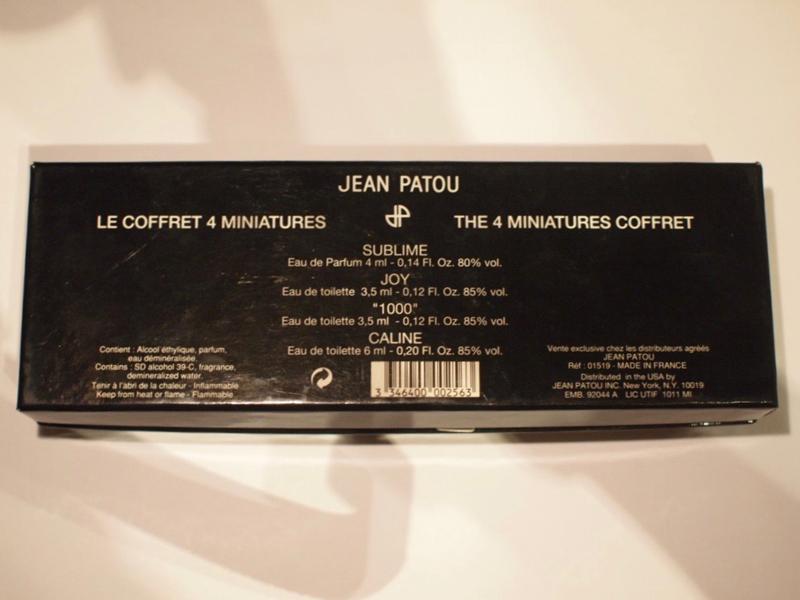 JEAN PATOU
LE COFFRET 4 MINIATURES JP THE 4 MINIATURES COFFRET
SUBLIME
Eau de Parfum 4 ml - 0,14 Fl. Oz. 80% vol.
JOY
Eau de toilette 3,5 ml - 0,12 Fl. Oz. 85% vol.
"1000"
Eau de toilette 3,5 ml - 0,12 Fl. Oz. 85% vol.
CALINE
Eau de toilette 6 ml - 0,20 Fl. Oz. 85% vol.
Contient : Alcool éthylique, parfum,
eau déminéralisée.
Contains : SD alcohol 39-C, fragrance,
demineralized water.
Tenir à l'abri de la chaleur - Inflammable
Keep from heat or flame - Flammable
3 346400 002563
Vente exclusive chez les distributeurs agréés
JEAN PATOU
Réf : 01519 - MADE IN FRANCE
Distributed in the USA by
JEAN PATOU INC. New York, N.Y. 10019
EMB. 92044 A LIC UTIF 1011 MI